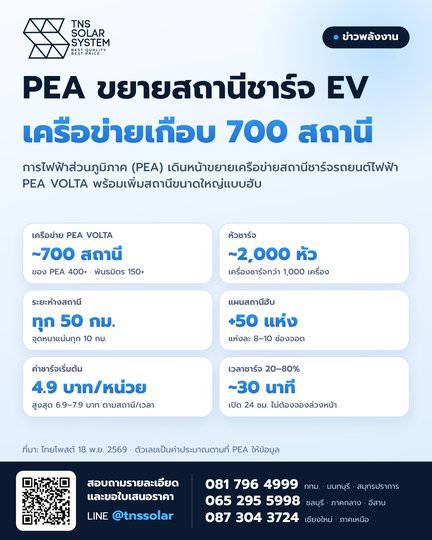 TNS
SOLAR
SYSTEM
BEST QUALITY
BEST PRICE
ข่าวพลังงาน
PEA ขยายสถานีชาร์จ EV
เครือข่ายเกือบ 700 สถานี
การไฟฟ้าส่วนภูมิภาค (PEA) เดินหน้าขยายเครือข่ายสถานีชาร์จรถยนต์ไฟฟ้า
PEA VOLTA พร้อมเพิ่มสถานีขนาดใหญ่แบบฮับ
เครือข่าย PEA VOLTA
~700 สถานี
ของ PEA 400+ · พันธมิตร 150+
หัวชาร์จ
~2,000 หัว
เครื่องชาร์จกว่า 1,000 เครื่อง
ระยะห่างสถานี
ทุก 50 กม.
จุดหนาแน่นทุก 10 กม.
แผนสถานีฮับ
+50 แห่ง
แห่งละ 8–10 ช่องจอด
ค่าชาร์จเริ่มต้น
4.9 บาท/หน่วย
สูงสุด 6.9–7.9 บาท ตามสถานี/เวลา
เวลาชาร์จ 20–80%
~30 นาที
เปิด 24 ชม. ไม่ต้องจองล่วงหน้า
ที่มา: ไทยโพสต์ 18 พ.ย. 2569 · ตัวเลขเป็นค่าประมาณตามที่ PEA ให้ข้อมูล
สอบถามรายละเอียด
และขอใบเสนอราคา
LINE @tnssolar
081 796 4999 กทม. · นนทบุรี · สมุทรปราการ
065 295 5998 ชลบุรี · ภาคกลาง · อีสาน
087 304 3724 เชียงใหม่ · ภาคเหนือ